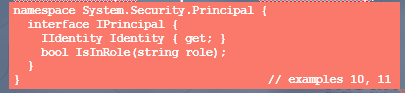 namespace System.Security.Principal {
  interface IPrincipal {
    IIdentity Identity { get; }
    bool IsInRole(string role);
  }
} // examples 10, 11